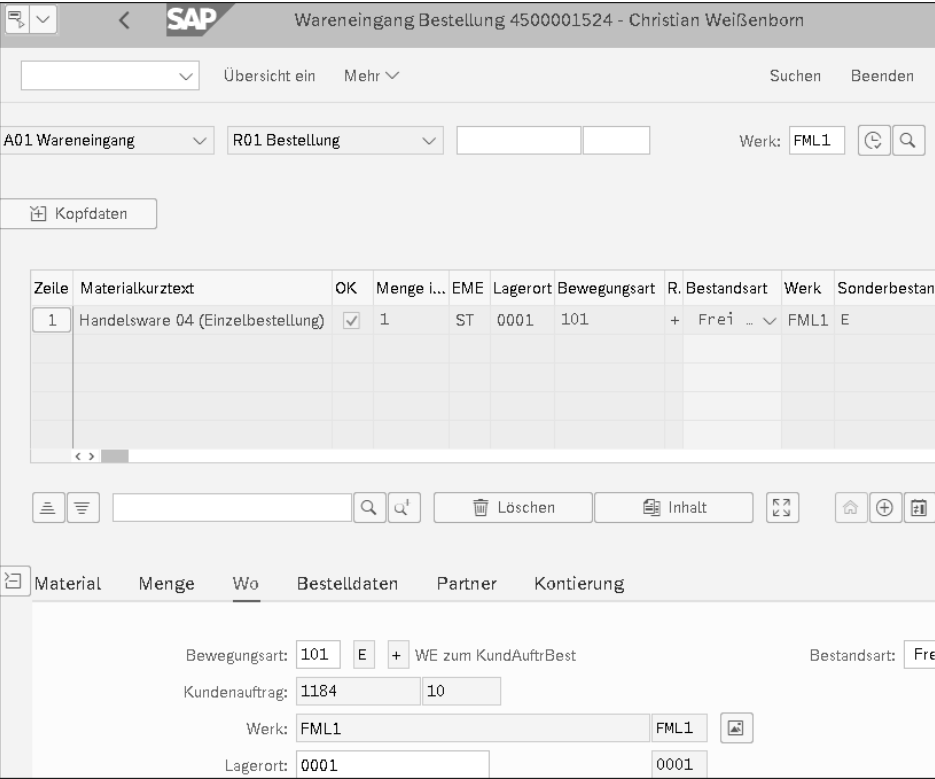 SAP Wareneingang Bestellung 4500001524 - Christian Weißenborn
Übersicht ein Mehr Suchen Beenden
A01 Wareneingang R01 Bestellung Werk: FML1
Kopfdaten
Zeile Materialkurztext OK Menge i... EME Lagerort Bewegungsart R. Bestandsart Werk Sonderbestan
1 Handelsware 04 (Einzelbestellung) 1 ST 0001 101 + Frei … FML1 E
Löschen Inhalt
Material Menge Wo Bestelldaten Partner Kontierung
Bewegungsart: 101 E + WE zum KundAuftrBest Bestandsart: Fre
Kundenauftrag: 1184 10
Werk: FML1 FML1
Lagerort: 0001 0001